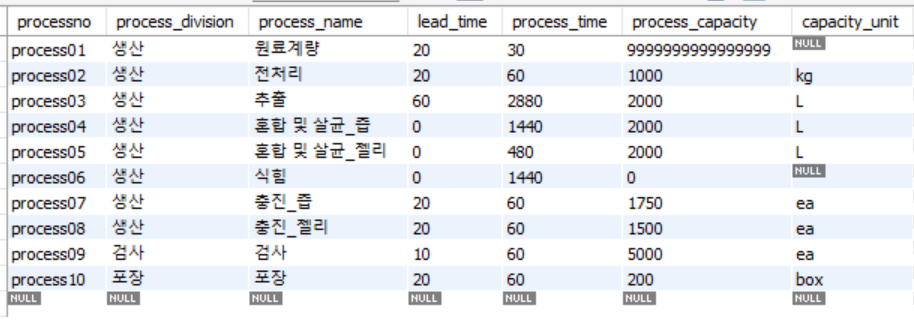 processno process_division process_name lead_time process_time process_capacity capacity_unit
process01 생산 원료계량 20 30 9999999999999999 NULL
process02 생산 전처리 20 60 1000 kg
process03 생산 추출 60 2880 2000 L
process04 생산 혼합 및 살균_즙 0 1440 2000 L
process05 생산 혼합 및 살균_젤리 0 480 2000 L
process06 생산 식힘 0 1440 0 NULL
process07 생산 충진_즙 20 60 1750 ea
process08 생산 충진_젤리 20 60 1500 ea
process09 검사 검사 10 60 5000 ea
process10 포장 포장 20 60 200 box
NULL NULL NULL NULL NULL NULL NULL